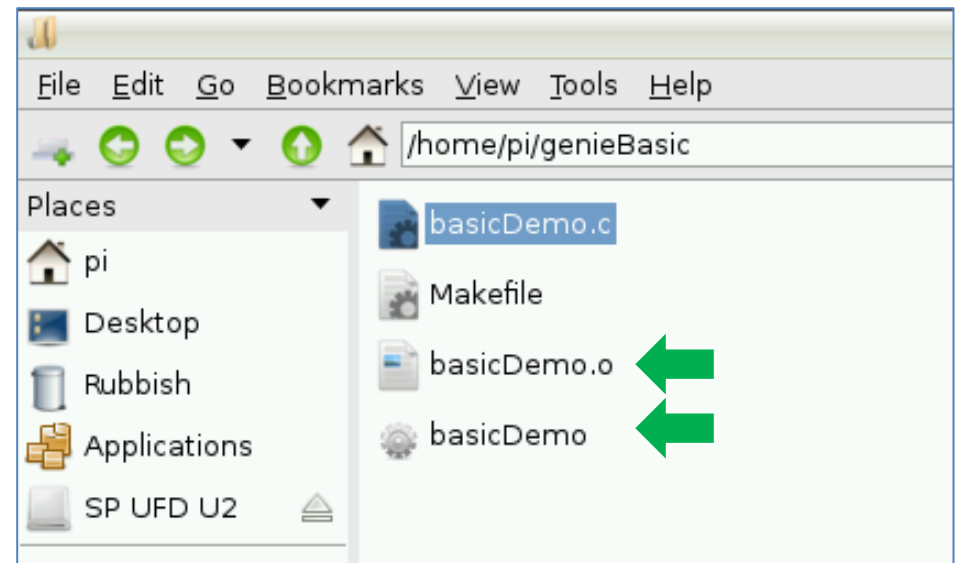 File Edit Go Bookmarks View Tools Help
/home/pi/genieBasic
Places
pi
Desktop
Rubbish
Applications
SP UFD U2
basicDemo.c
Makefile
basicDemo.o
basicDemo